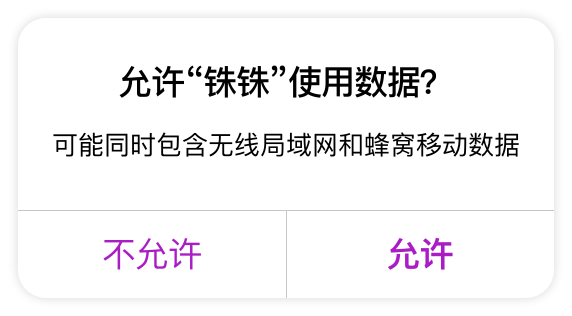 允许“铢铢”使用数据？
可能同时包含无线局域网和蜂窝移动数据
不允许
允许